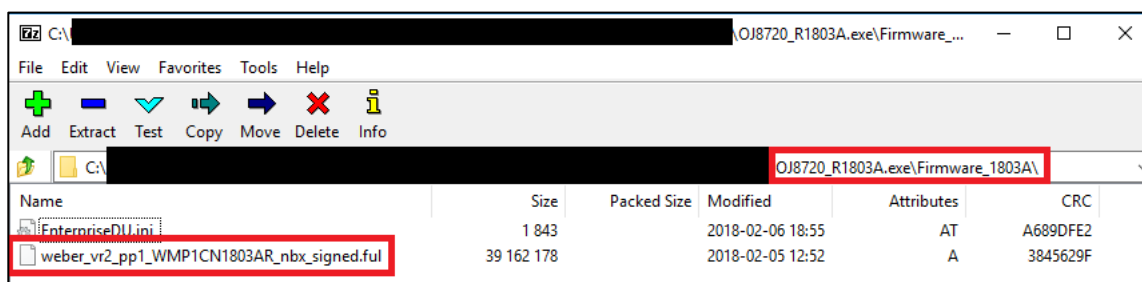 7z C:\ \OJ8720_R1803A.exe\Firmware_...
File Edit View Favorites Tools Help
Add Extract Test Copy Move Delete Info
C:\ OJ8720_R1803A.exe\Firmware_1803A\
Name Size Packed Size Modified Attributes CRC
EnterpriseDU.ini 1 843 2018-02-06 18:55 AT A689DFE2
weber_vr2_pp1_WMP1CN1803AR_nbx_signed.ful 39 162 178 2018-02-05 12:52 A 3845629F